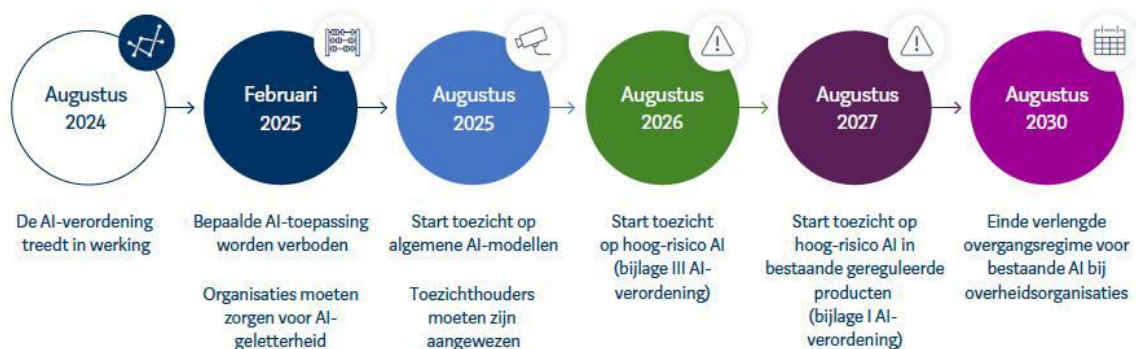 Augustus
2024
Februari
2025
Augustus
2025
Augustus
2026
Augustus
2027
Augustus
2030
De AI-verordening
treedt in werking
Bepaalde AI-toepassing
worden verboden
Organisaties moeten
zorgen voor AI-
geletterheid
Start toezicht op
algemene AI-modellen
Toezichthouders
moeten zijn
aangewezen
Start toezicht
op hoog-risico AI
(bijlage III AI-
verordening)
Start toezicht op
hoog-risico AI in
bestaande gereguleerde
producten
(bijlage I AI-
verordening)
Einde verlengde
overgangsregime voor
bestaande AI bij
overheidsorganisaties